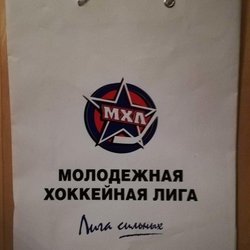 МХЛ
МОЛОДЕЖНАЯ
ХОККЕЙНАЯ ЛИГА
Лига сильных